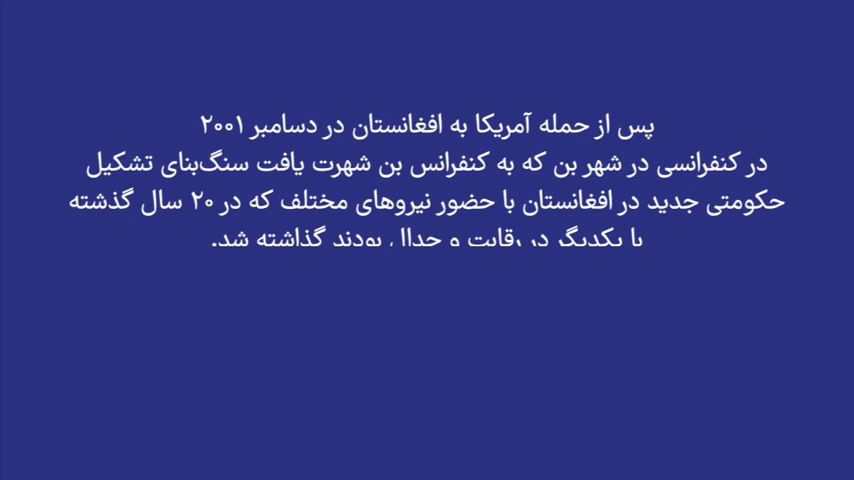 پس از حمله آمریکا به افغانستان در دسامبر ۲۰۰۱
در کنفرانسی در شهر بن که به کنفرانس بن شهرت یافت سنگ‌بنای تشکیل
حکومتی جدید در افغانستان با حضور نیروهای مختلف که در ۲۰ سال گذشته
با یکدیگر در رقابت و جدال بودند گذاشته شد.